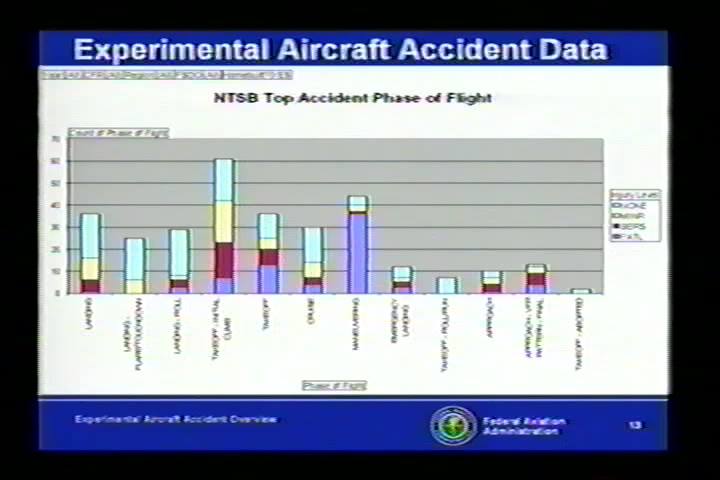 Experimental Aircraft Accident Data
NTSB Top Accident Phase of Flight
Count of Phase of Flight
70
60
50
40
30
20
10
0
LANDING
LANDING -
FLARE/TOUCHDOWN
LANDING - ROLL
TAKEOFF - INITIAL
CLIMB
TAKEOFF
CRUISE
MANEUVERING
EMERGENCY
LANDING
TAKEOFF - ROLL/RUN
APPROACH
APPROACH - VFR
PATTERN - FINAL
TAKEOFF - ABORTED
Phase of Flight
Injury Level
NONE
MINR
SERS
FATL
Experimental Aircraft Accident Overview
Federal Aviation
Administration
13